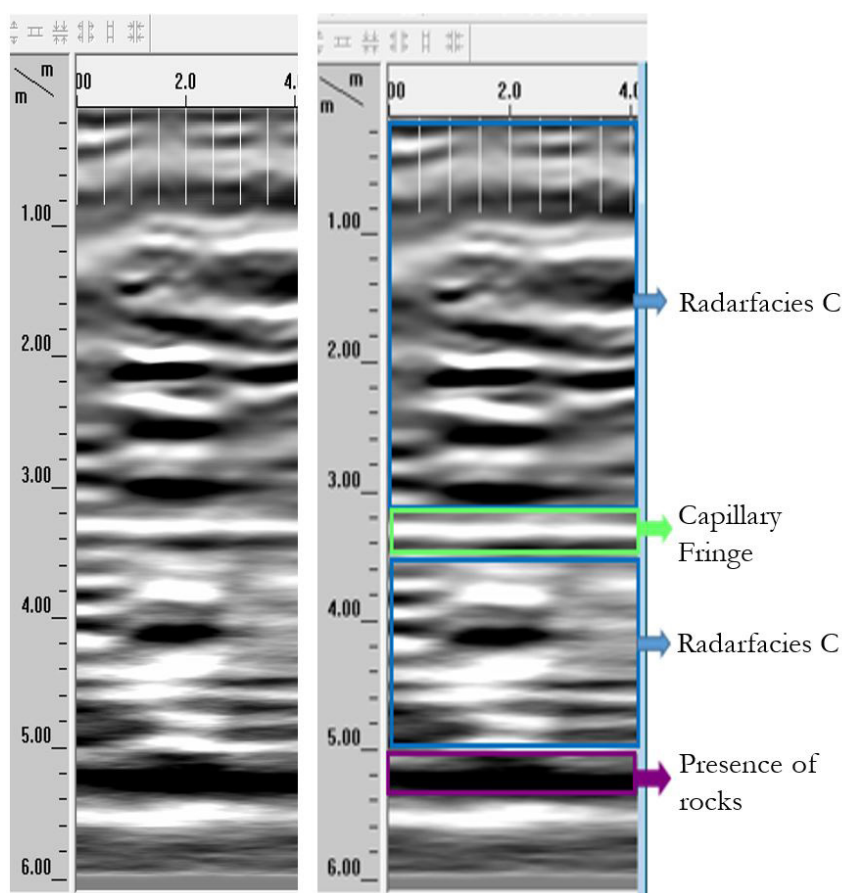 m
m
00 2.0 4.
1.00
2.00
3.00
4.00
5.00
6.00
m
m
00 2.0 4.0
1.00
2.00
3.00
4.00
5.00
6.00
Radarfacies C
Capillary
Fringe
Radarfacies C
Presence of
rocks